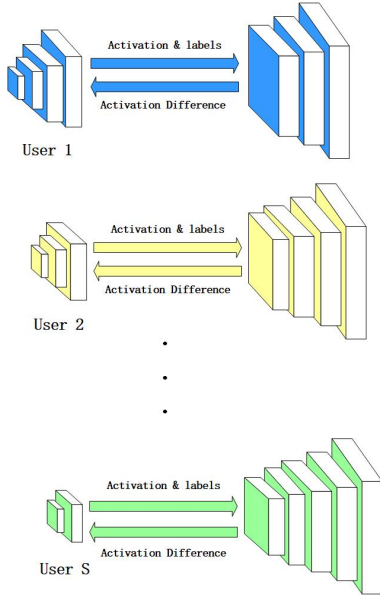 Activation & labels
Activation Difference
User 1
Activation & labels
Activation Difference
User 2
Activation & labels
Activation Difference
User S